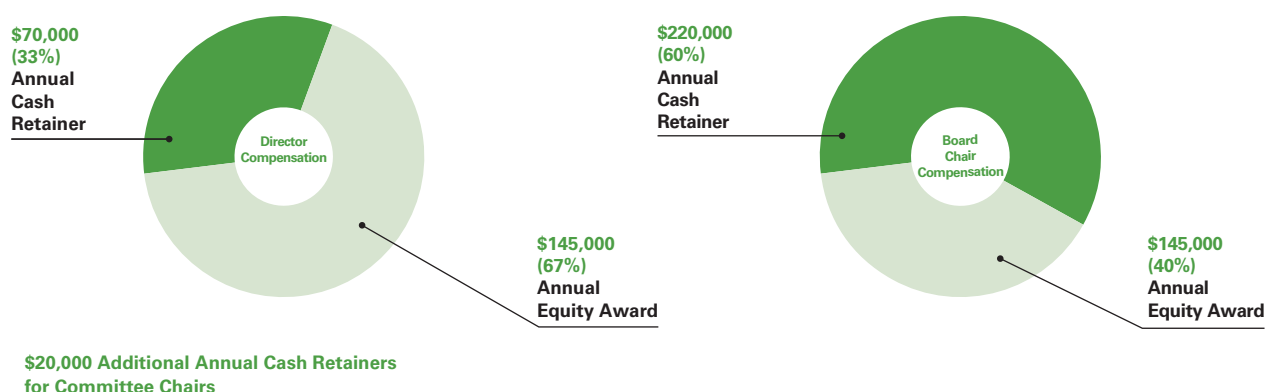 $70,000
(33%)
Annual
Cash
Retainer
Director
Compensation
$145,000
(67%)
Annual
Equity Award
$220,000
(60%)
Annual
Cash
Retainer
Board
Chair
Compensation
$145,000
(40%)
Annual
Equity Award
$20,000 Additional Annual Cash Retainers
for Committee Chairs